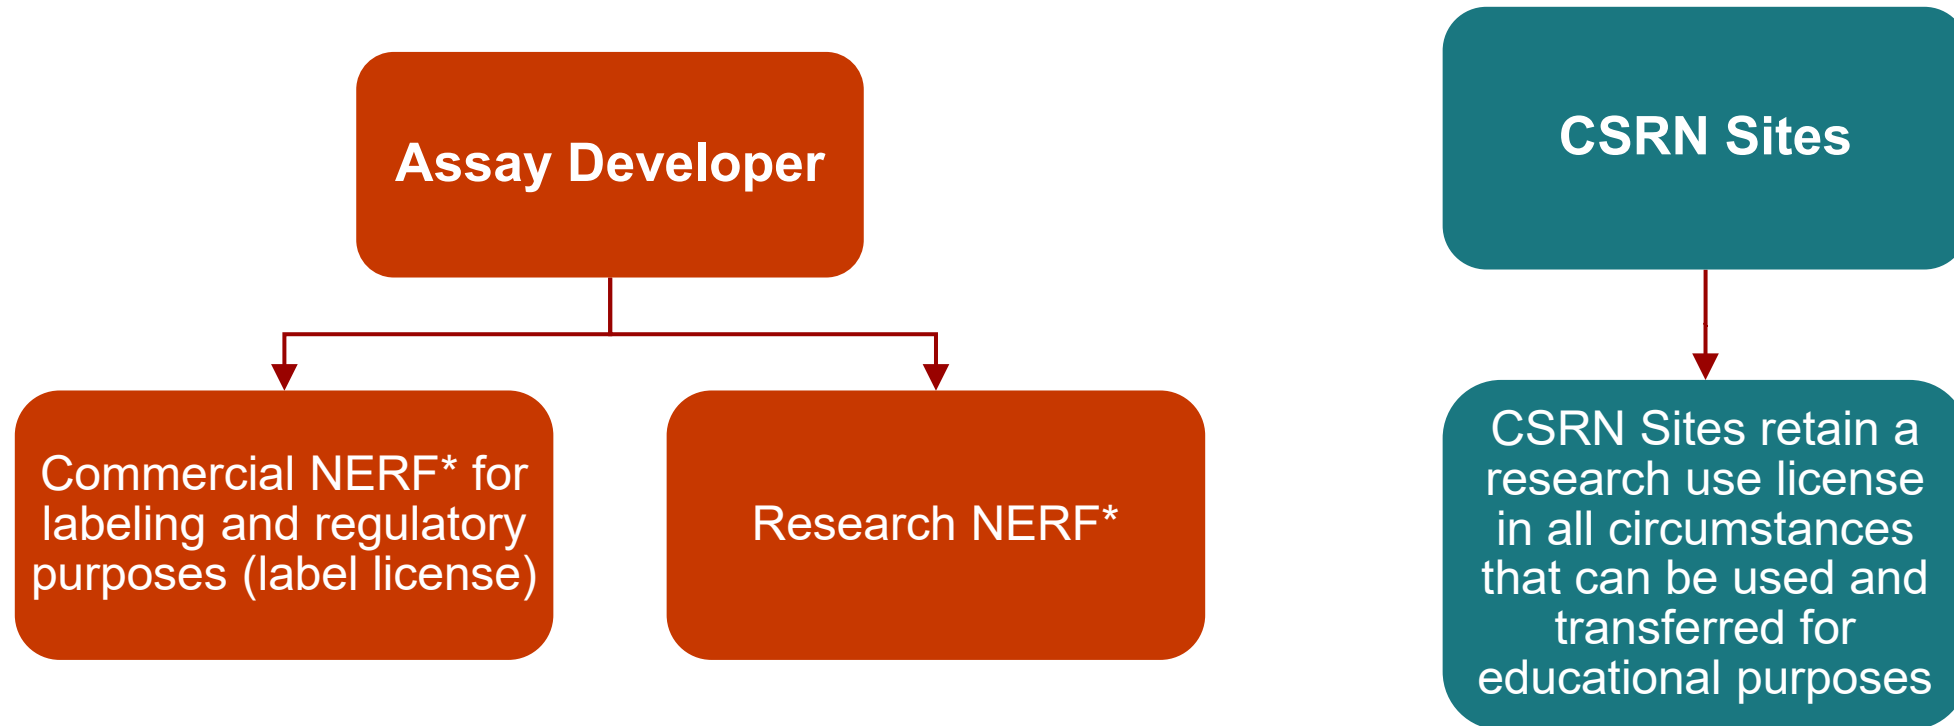 Assay Developer
CSRN Sites
Commercial NERF* for
labeling and regulatory
purposes (label license)
Research NERF*
CSRN Sites retain a
research use license
in all circumstances
that can be used and
transferred for
educational purposes